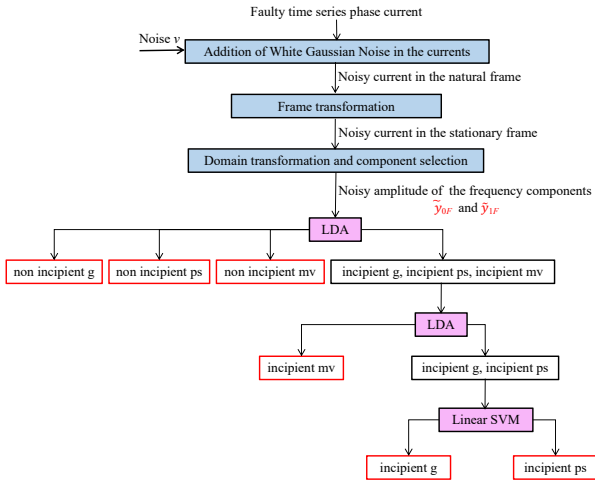 Faulty time series phase current
Noise v
Addition of White Gaussian Noise in the currents
Noisy current in the natural frame
Frame transformation
Noisy current in the stationary frame
Domain transformation and component selection
Noisy amplitude of the frequency components
ỹ0F and ỹ1F
LDA
non incipient g
non incipient ps
non incipient mv
incipient g, incipient ps, incipient mv
LDA
incipient mv
incipient g, incipient ps
Linear SVM
incipient g
incipient ps